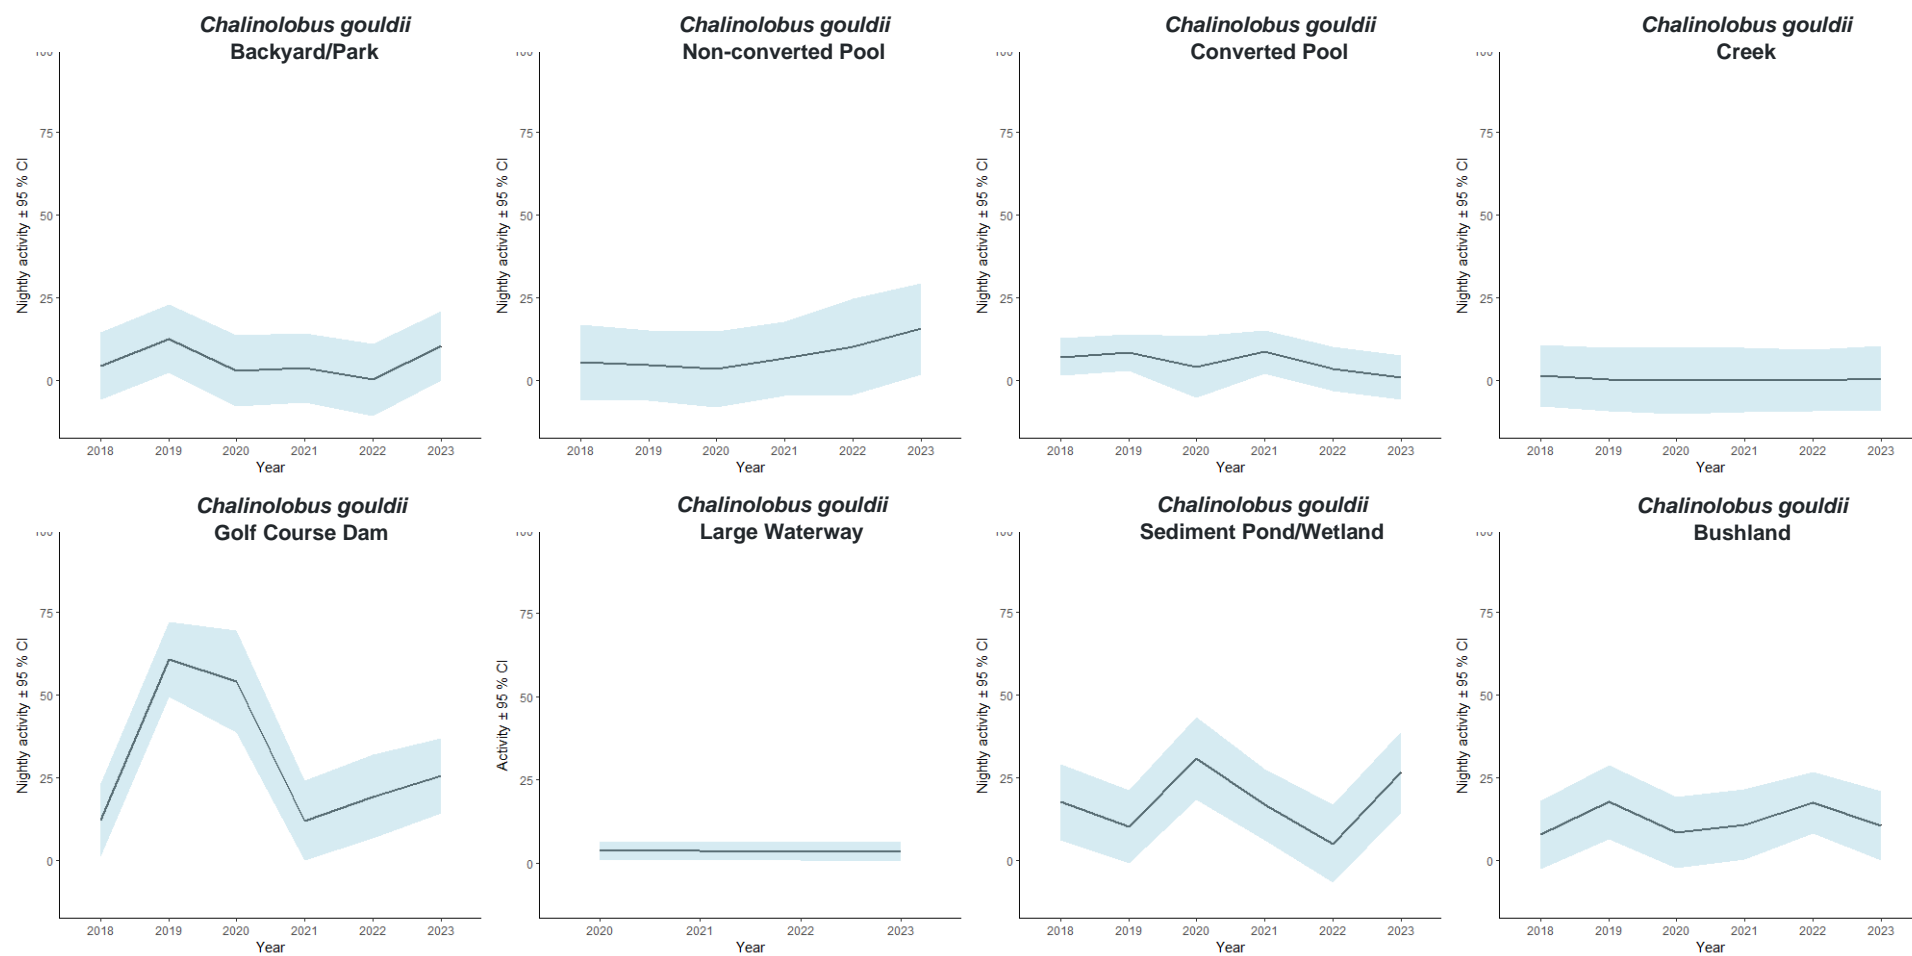 Chalinolobus gouldii
Backyard/Park
75
50
25
0
Nightly activity ± 95 % CI
2018 2019 2020 2021 2022 2023
Year
Chalinolobus gouldii
Non-converted Pool
75
50
25
0
Nightly activity ± 95 % CI
2018 2019 2020 2021 2022 2023
Year
Chalinolobus gouldii
Converted Pool
75
50
25
0
Nightly activity ± 95 % CI
2018 2019 2020 2021 2022 2023
Year
Chalinolobus gouldii
Creek
75
50
25
0
Nightly activity ± 95 % CI
2018 2019 2020 2021 2022 2023
Year
Chalinolobus gouldii
Golf Course Dam
75
50
25
0
Nightly activity ± 95 % CI
2018 2019 2020 2021 2022 2023
Year
Chalinolobus gouldii
Large Waterway
75
50
25
0
Activity ± 95 % CI
2020 2021 2022 2023
Year
Chalinolobus gouldii
Sediment Pond/Wetland
75
50
25
0
Nightly activity ± 95 % CI
2018 2019 2020 2021 2022 2023
Year
Chalinolobus gouldii
Bushland
75
50
25
0
Nightly activity ± 95 % CI
2018 2019 2020 2021 2022 2023
Year